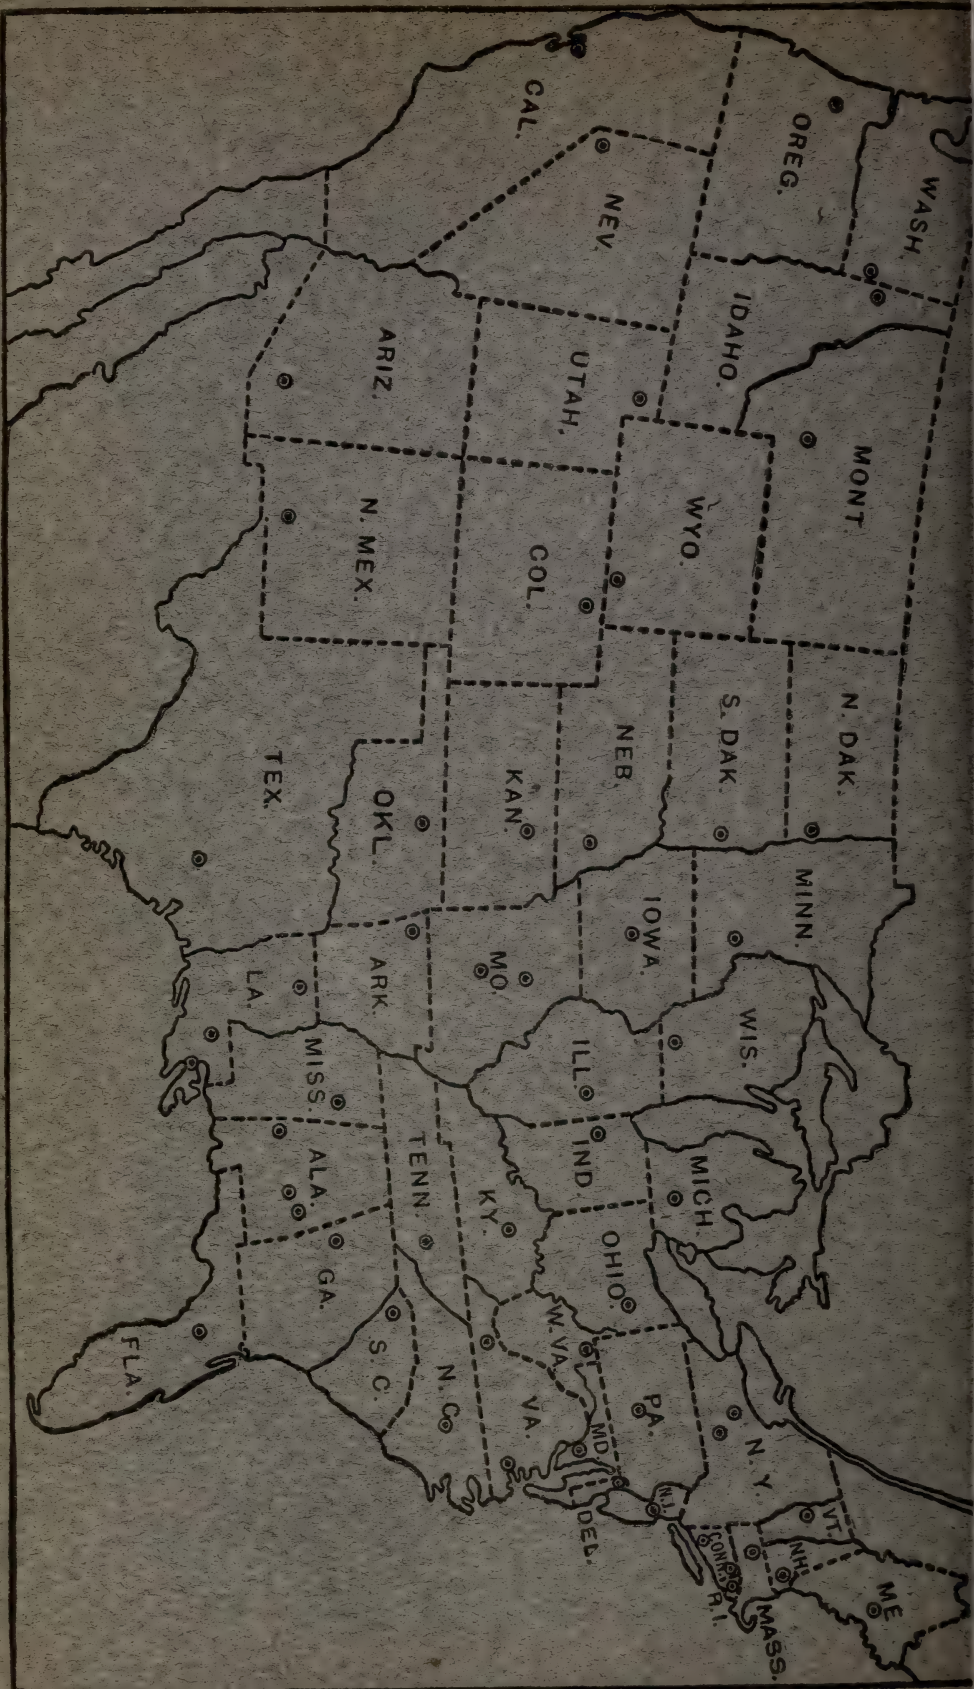 WASH.
OREG.
CAL.
NEV.
IDAHO.
MONT.
UTAH.
ARIZ.
WYO.
COL.
N. MEX.
N. DAK.
S. DAK.
NEB.
KAN.
OKL.
TEX.
MINN.
IOWA.
MO.
ARK.
LA.
WIS.
ILL.
MISS.
MICH.
IND.
OHIO.
KY.
TENN.
ALA.
GA.
FLA.
S. C.
N. C.
VA.
W. VA.
PA.
MD.
DEL.
N.J.
N. Y.
VT.
N.H.
ME
MASS.
CONN.
R.I.